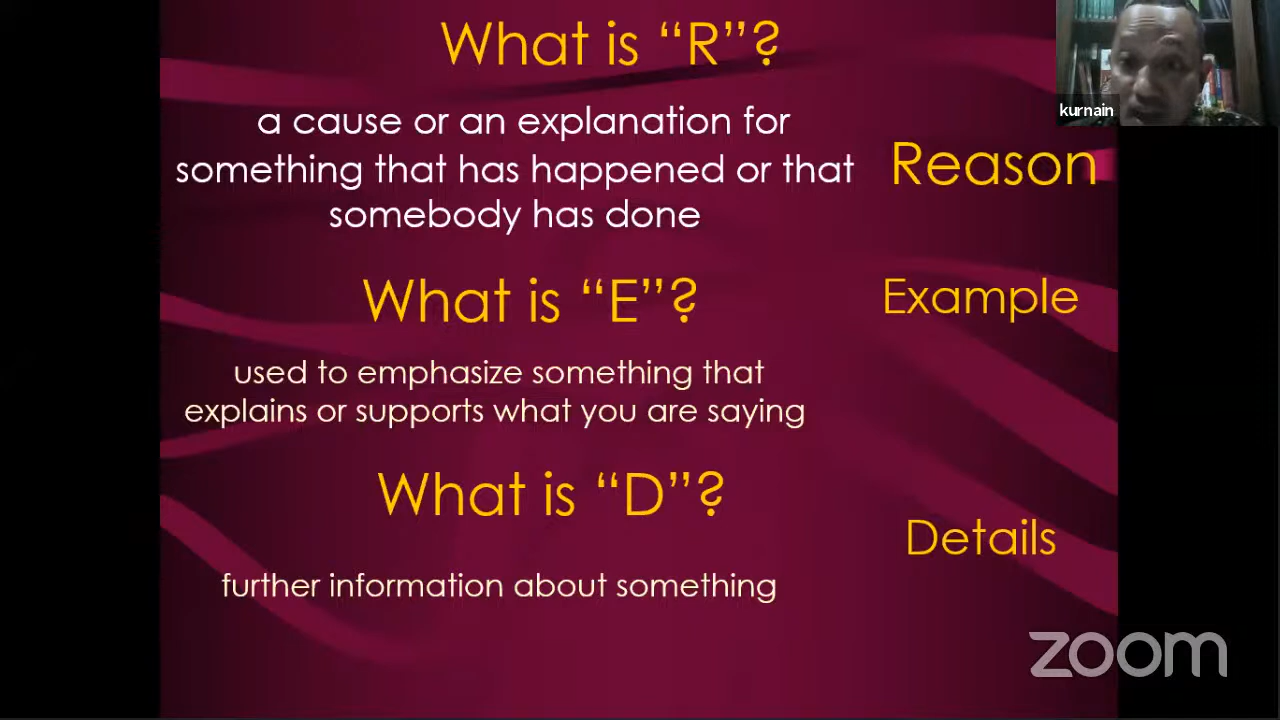 What is “R”?
kurnain
a cause or an explanation for
something that has happened or that
somebody has done
Reason
What is “E”?
Example
used to emphasize something that
explains or supports what you are saying
What is “D”?
Details
further information about something
zoom